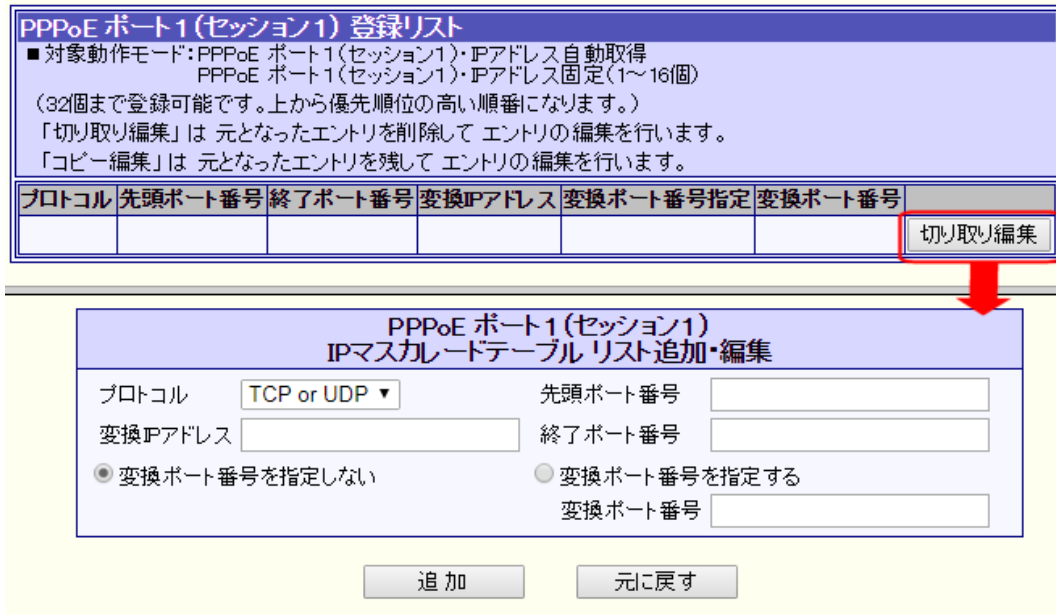 PPPoE ポート1(セッション1) 登録リスト
■対象動作モード:PPPoE ポート1(セッション1)・IPアドレス自動取得
PPPoE ポート1(セッション1)・IPアドレス固定(1～16個)
(32個まで登録可能です。上から優先順位の高い順番になります。)
「切り取り編集」は 元となったエントリを削除して エントリの編集を行います。
「コピー編集」は 元となったエントリを残して エントリの編集を行います。
プロトコル 先頭ポート番号 終了ポート番号 変換IPアドレス 変換ポート番号指定 変換ポート番号
切り取り編集
PPPoE ポート1(セッション1)
IPマスカレードテーブル リスト追加・編集
プロトコル TCP or UDP ▼ 先頭ポート番号
変換IPアドレス 終了ポート番号
変換ポート番号を指定しない 変換ポート番号を指定する
変換ポート番号
追加 元に戻す